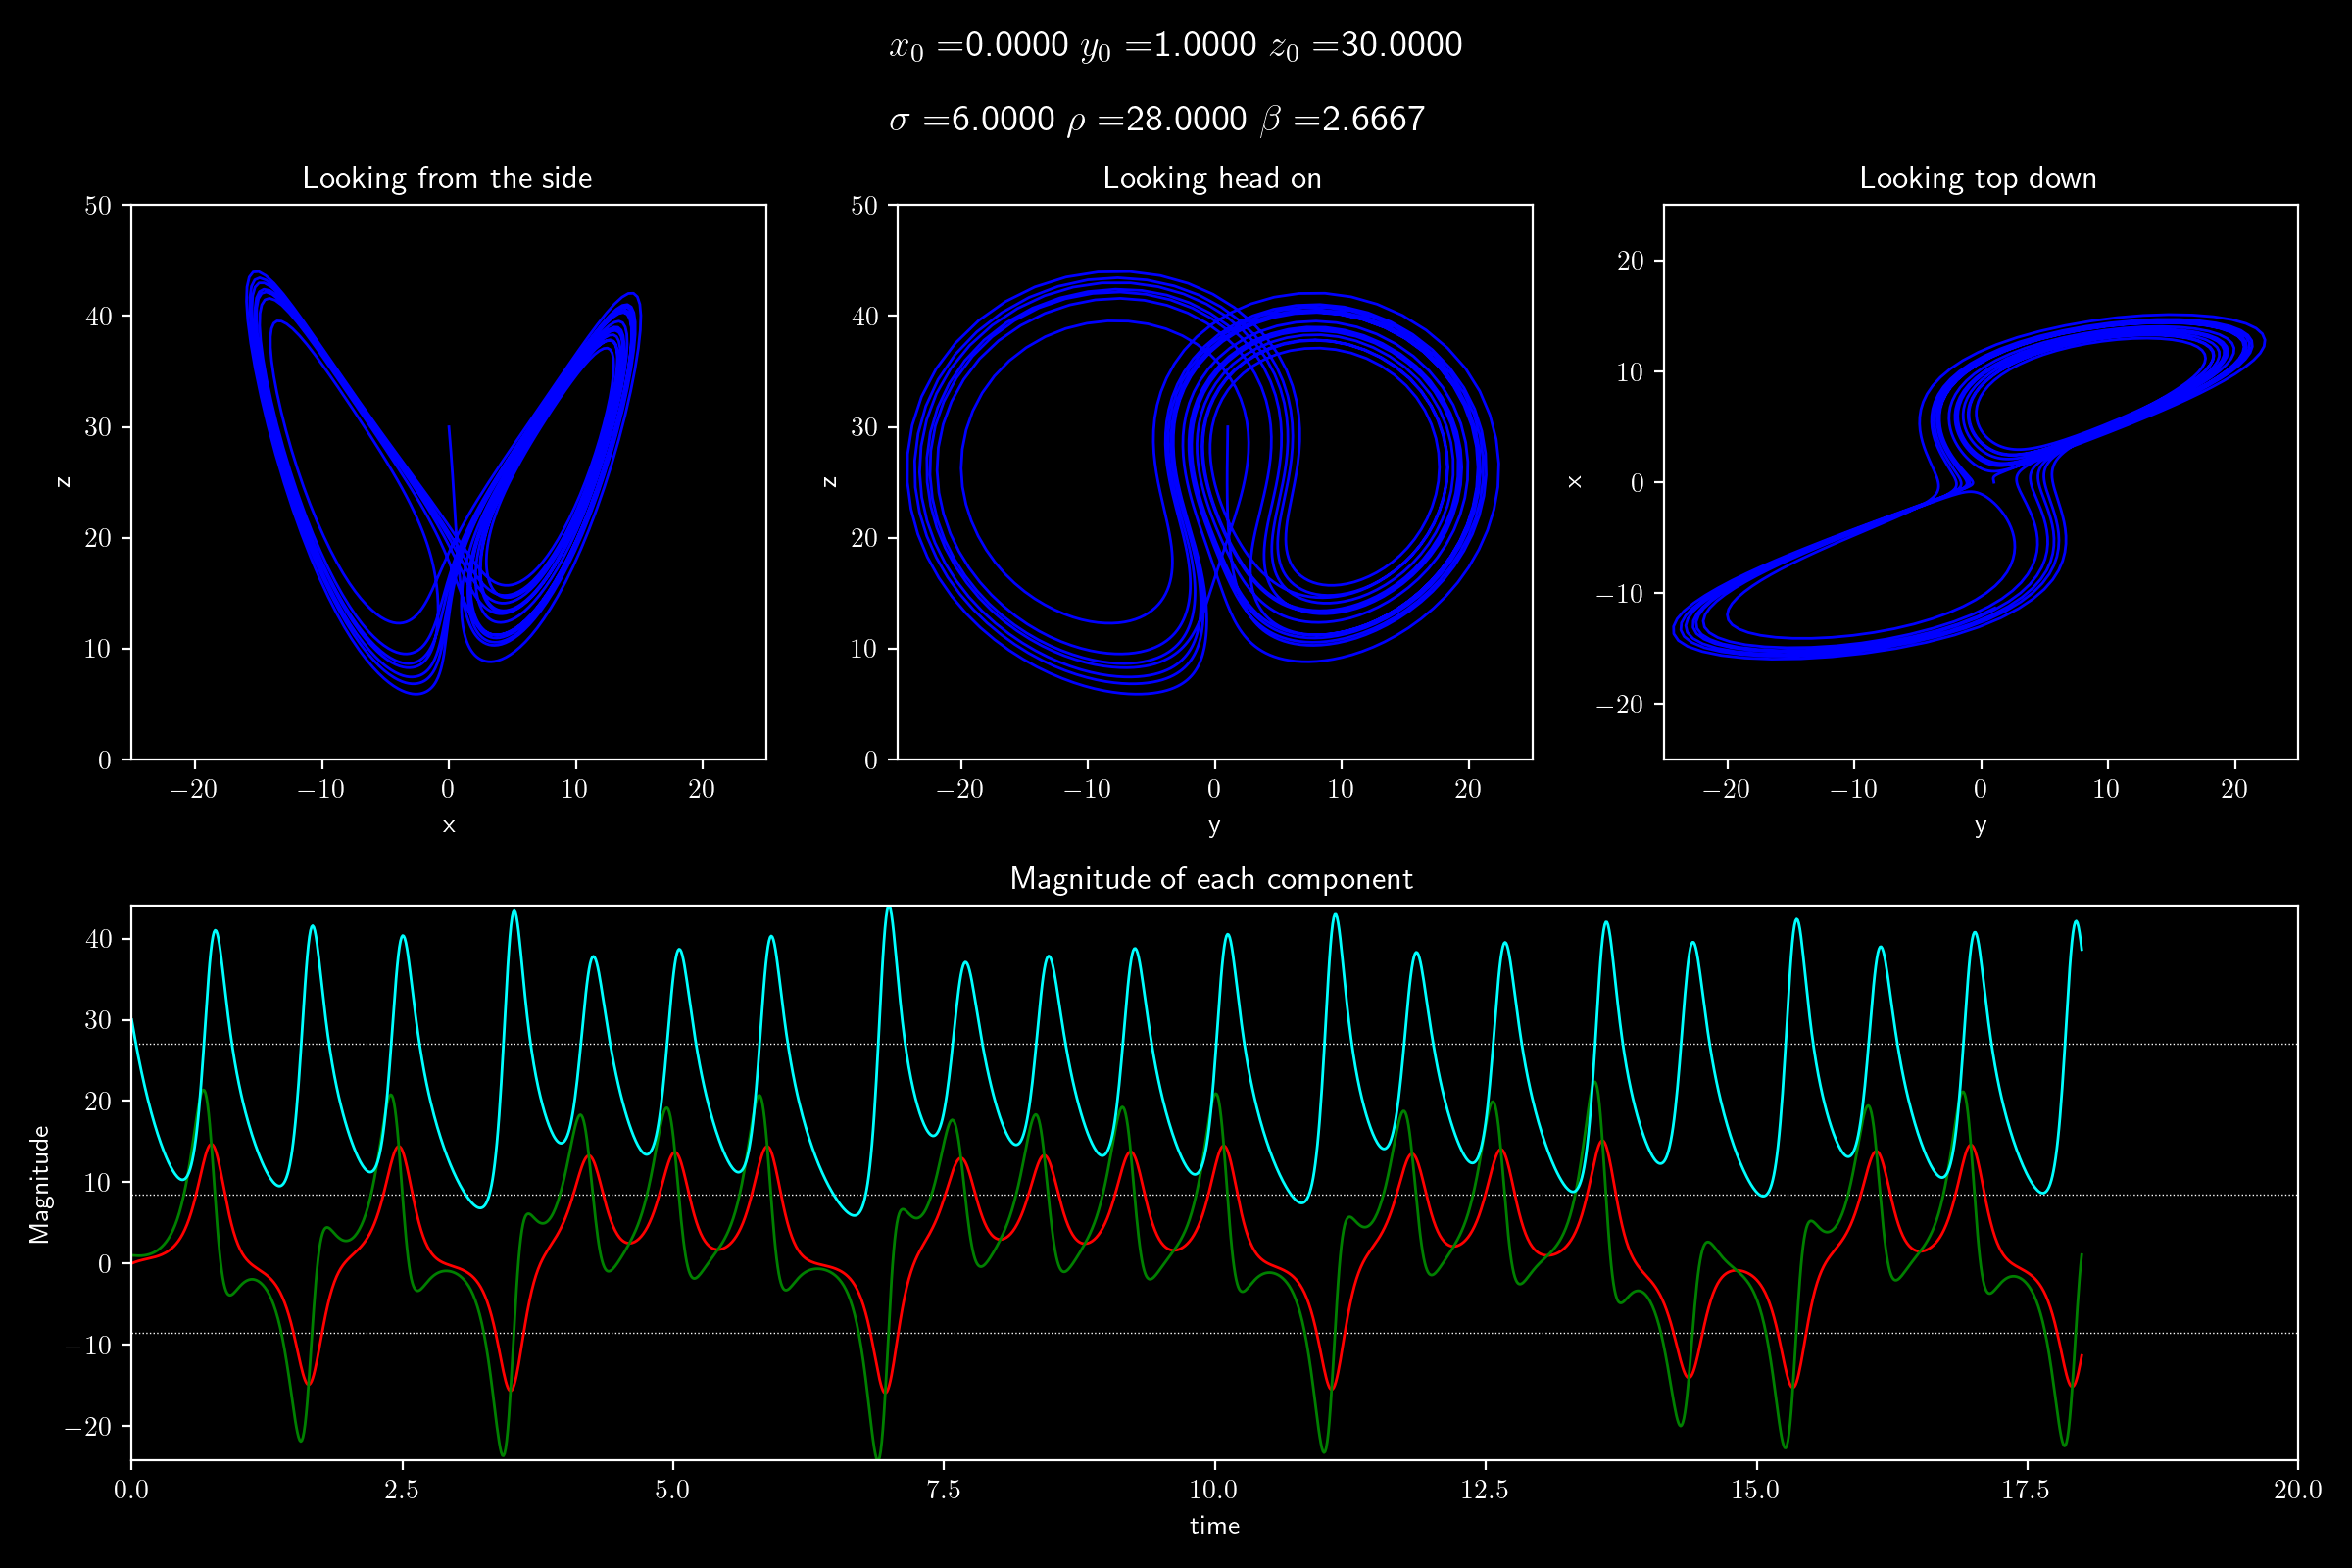 x₀ =0.0000 y₀ =1.0000 z₀ =30.0000
σ =6.0000 ρ =28.0000 β =2.6667
Looking from the side
50
40
30
20
10
0
z
−20 −10 0 10 20
x
Looking head on
50
40
30
20
10
0
z
−20 −10 0 10 20
y
Looking top down
20
10
0
−10
−20
x
−20 −10 0 10 20
y
Magnitude of each component
40
30
20
10
0
−10
−20
Magnitude
0.0 2.5 5.0 7.5 10.0 12.5 15.0 17.5 20.0
time